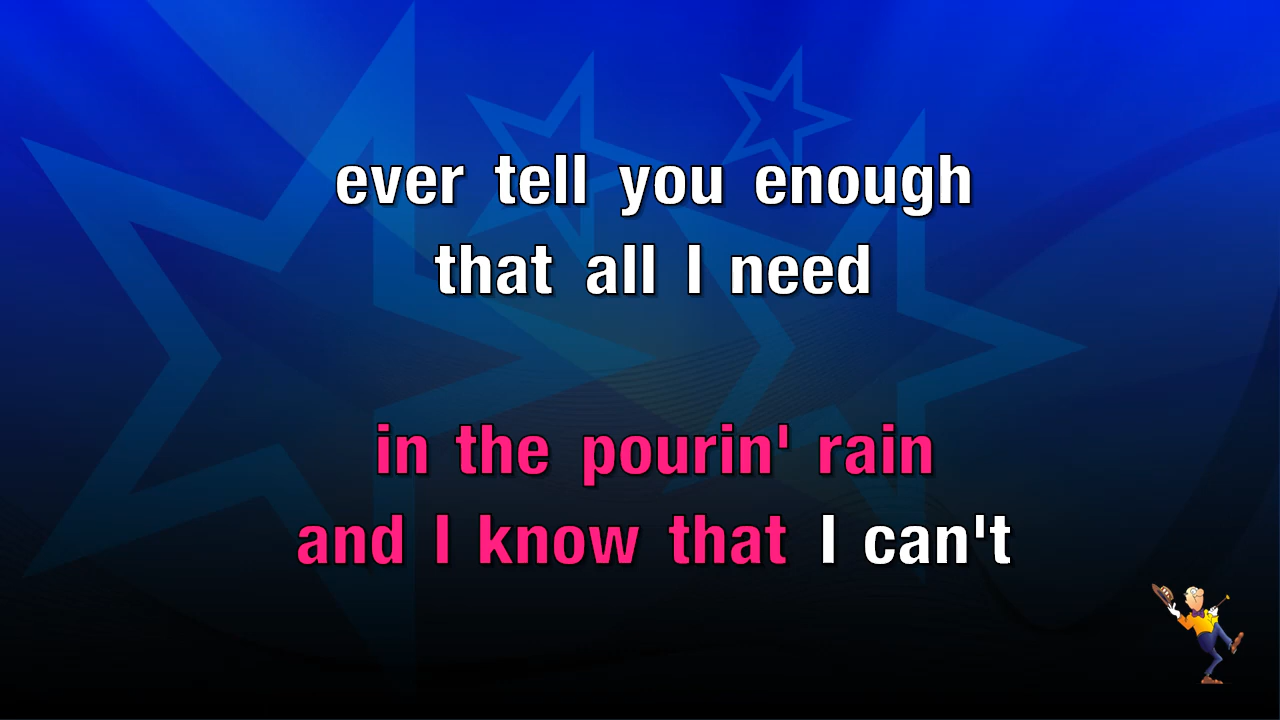 ever tell you enough
that all I need
in the pourin' rain
and I know that I can't